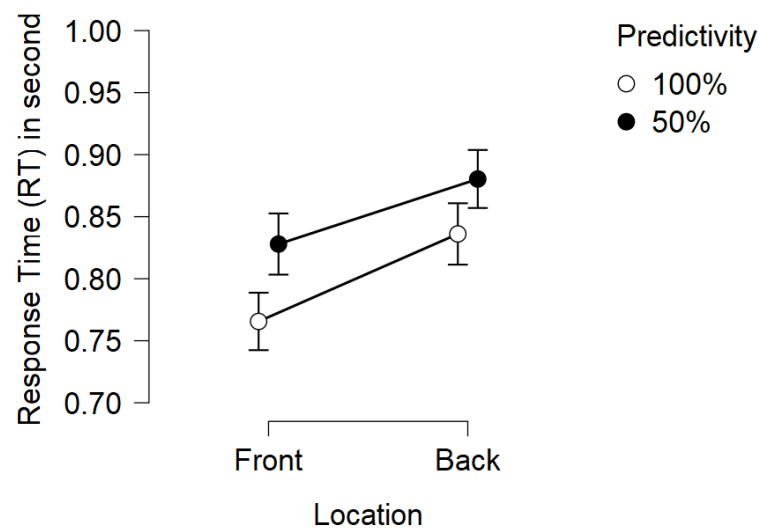 Response Time (RT) in second
1.00
0.95
0.90
0.85
0.80
0.75
0.70
Front Back
Location
Predictivity
100%
50%